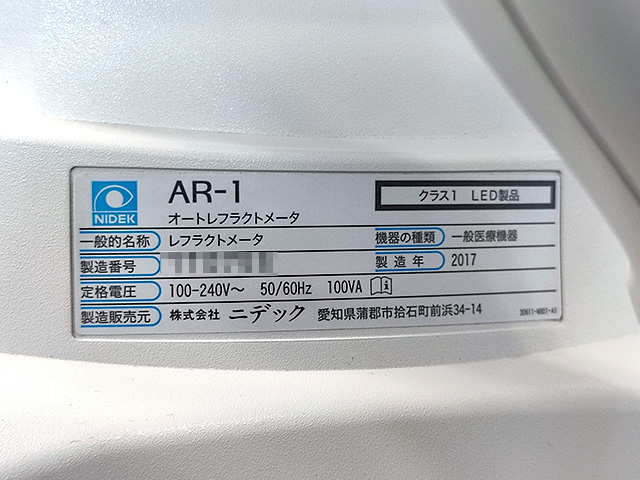 NIDEK
AR-1
オートレフラクトメータ
クラス1 LED製品
一般的名称 レフラクトメータ 機器の種類 一般医療機器
製造番号 製造年 2017
定格電圧 100-240V〜 50/60Hz 100VA
製造販売元 株式会社 ニデック 愛知県蒲郡市拾石町前浜34-14